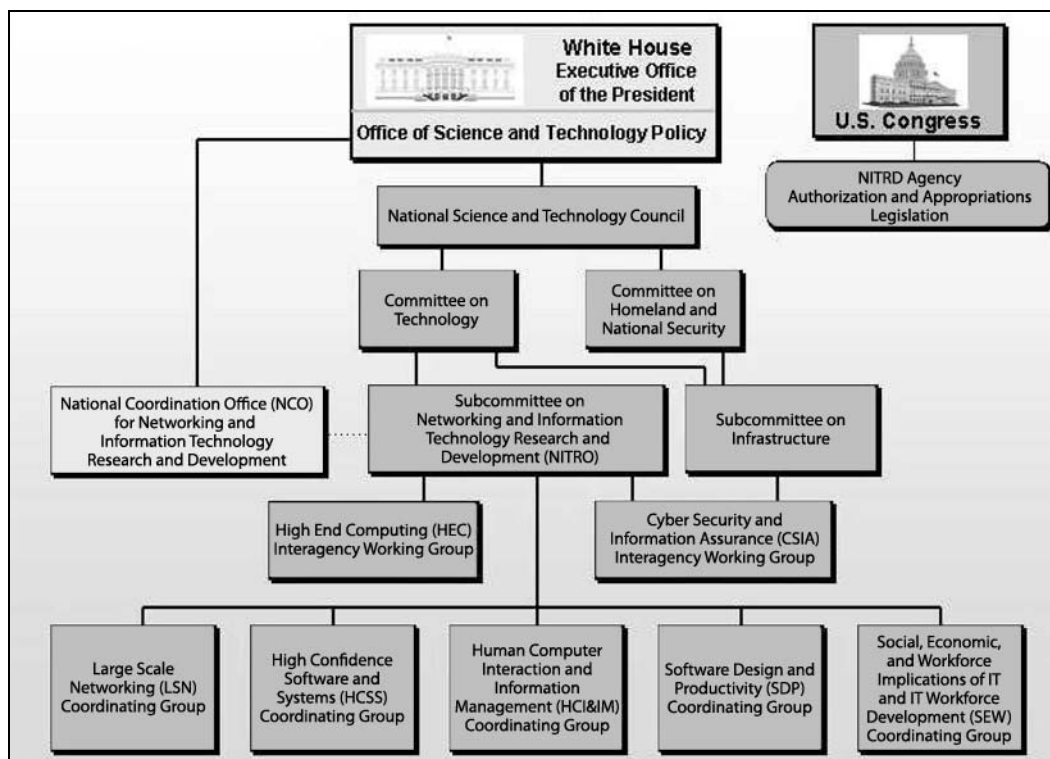 White House
Executive Office
of the President
Office of Science and Technology Policy
U.S. Congress
NITRD Agency
Authorization and Appropriations
Legislation
National Science and Technology Council
Committee on
Technology
Committee on
Homeland and
National Security
National Coordination Office (NCO)
for Networking and
Information Technology
Research and Development
Subcommittee on
Networking and Information
Technology Research and
Development (NITRO)
Subcommittee on
Infrastructure
High End Computing (HEC)
Interagency Working Group
Cyber Security and
Information Assurance (CSIA)
Interagency Working Group
Large Scale
Networking (LSN)
Coordinating Group
High Confidence
Software and
Systems (HCSS)
Coordinating Group
Human Computer
Interaction and
Information
Management (HCI&IM)
Coordinating Group
Software Design and
Productivity (SDP)
Coordinating Group
Social, Economic,
and Workforce
Implications of IT
and IT Workforce
Development (SEW)
Coordinating Group